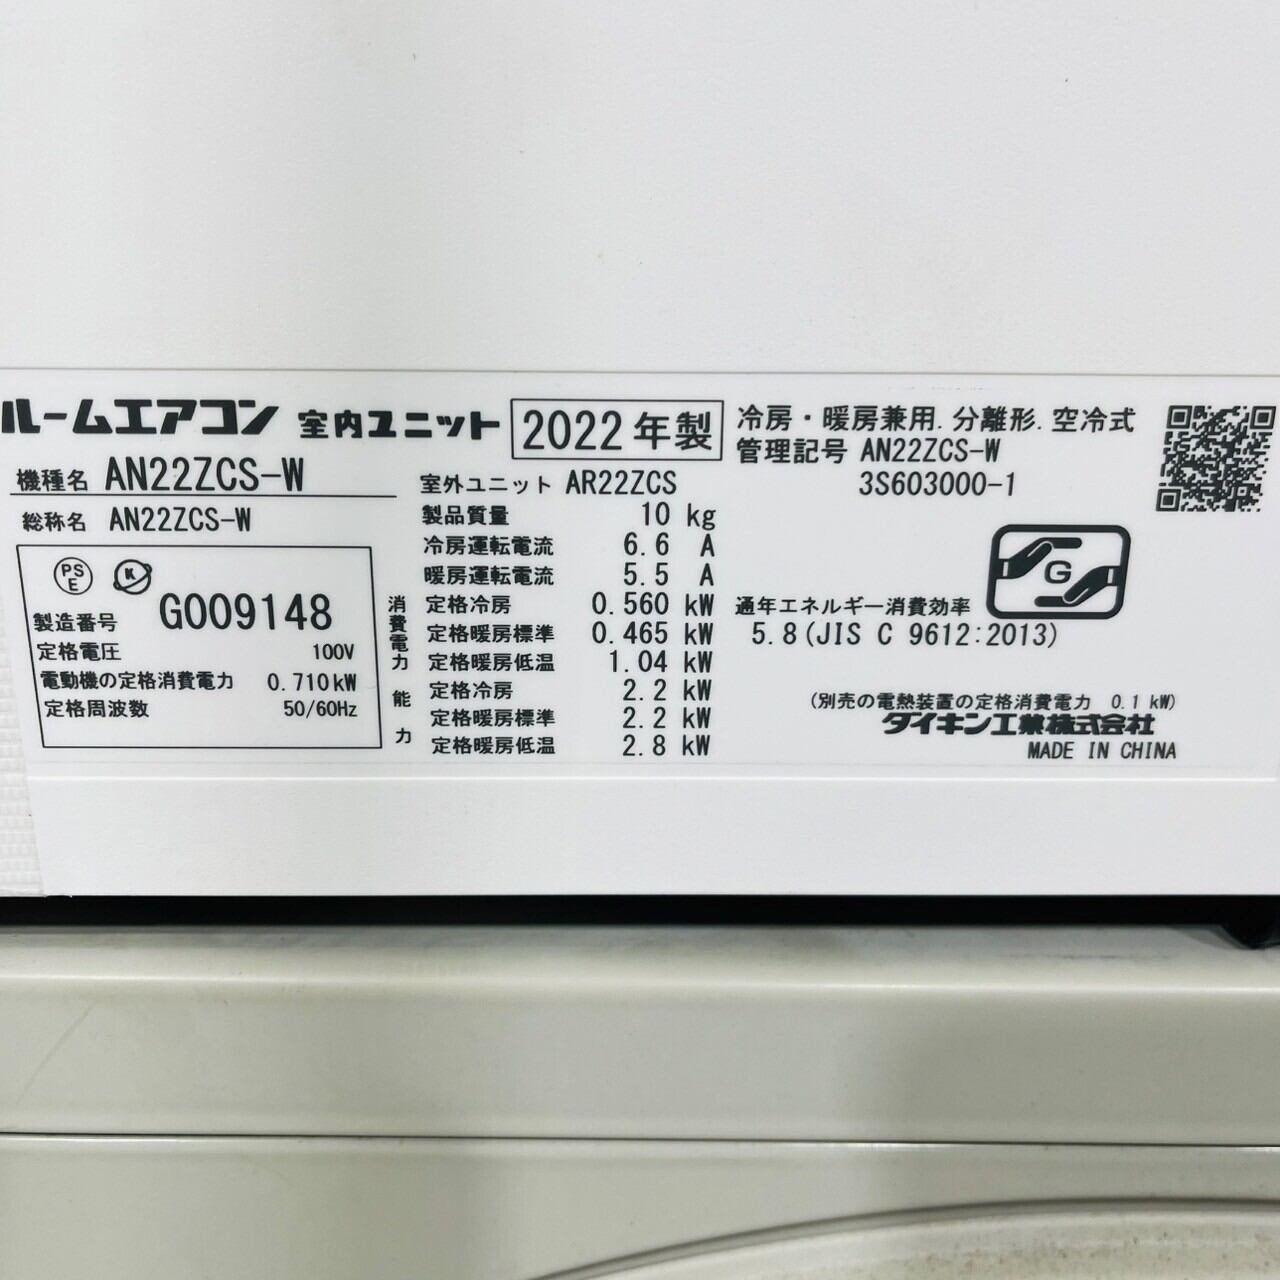 ルームエアコン 室内ユニット 2022年製
機種名 AN22ZCS-W
総称名 AN22ZCS-W
PS
E
K
製造番号 G009148
定格電圧 100V
電動機の定格消費電力 0.710kW
定格周波数 50/60Hz
室外ユニット AR22ZCS
製品質量 10 kg
冷房運転電流 6.6 A
暖房運転電流 5.5 A
消費電力
定格冷房 0.560 kW
定格暖房標準 0.465 kW
定格暖房低温 1.04 kW
能力
定格冷房 2.2 kW
定格暖房標準 2.2 kW
定格暖房低温 2.8 kW
冷房・暖房兼用.分離形.空冷式
管理記号 AN22ZCS-W
3S603000-1
G
通年エネルギー消費効率
5.8(JIS C 9612:2013)
(別売の電熱装置の定格消費電力 0.1 kW)
ダイキン工業株式会社
MADE IN CHINA